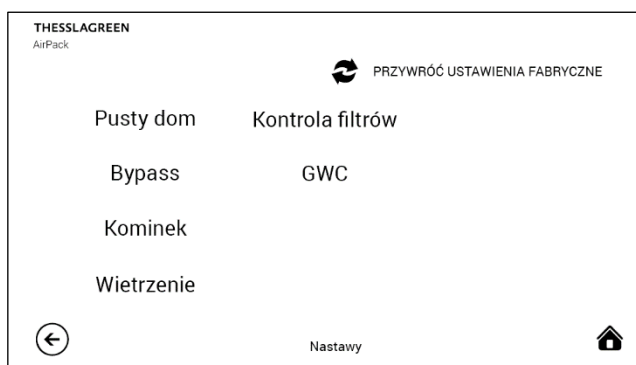 THESSLAGREEN
AirPack
PRZYWRÓĆ USTAWIENIA FABRYCZNE
Pusty dom Kontrola filtrów
Bypass GWC
Kominek
Wietrzenie
Nastawy